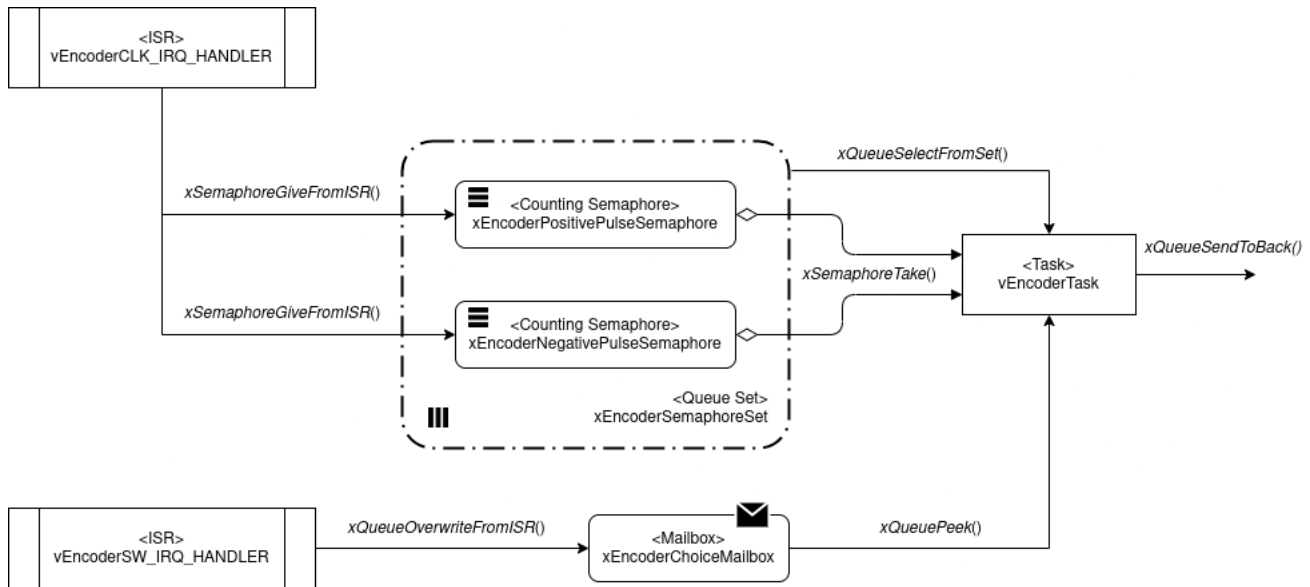 <ISR>
vEncoderCLK_IRQ_HANDLER
xQueueSelectFromSet()
xSemaphoreGiveFromISR()
<Counting Semaphore>
xEncoderPositivePulseSemaphore
xQueueSendToBack()
<Task>
vEncoderTask
xSemaphoreTake()
xSemaphoreGiveFromISR()
<Counting Semaphore>
xEncoderNegativePulseSemaphore
<Queue Set>
xEncoderSemaphoreSet
<ISR>
vEncoderSW_IRQ_HANDLER
xQueueOverwriteFromISR()
<Mailbox>
xEncoderChoiceMailbox
xQueuePeek()